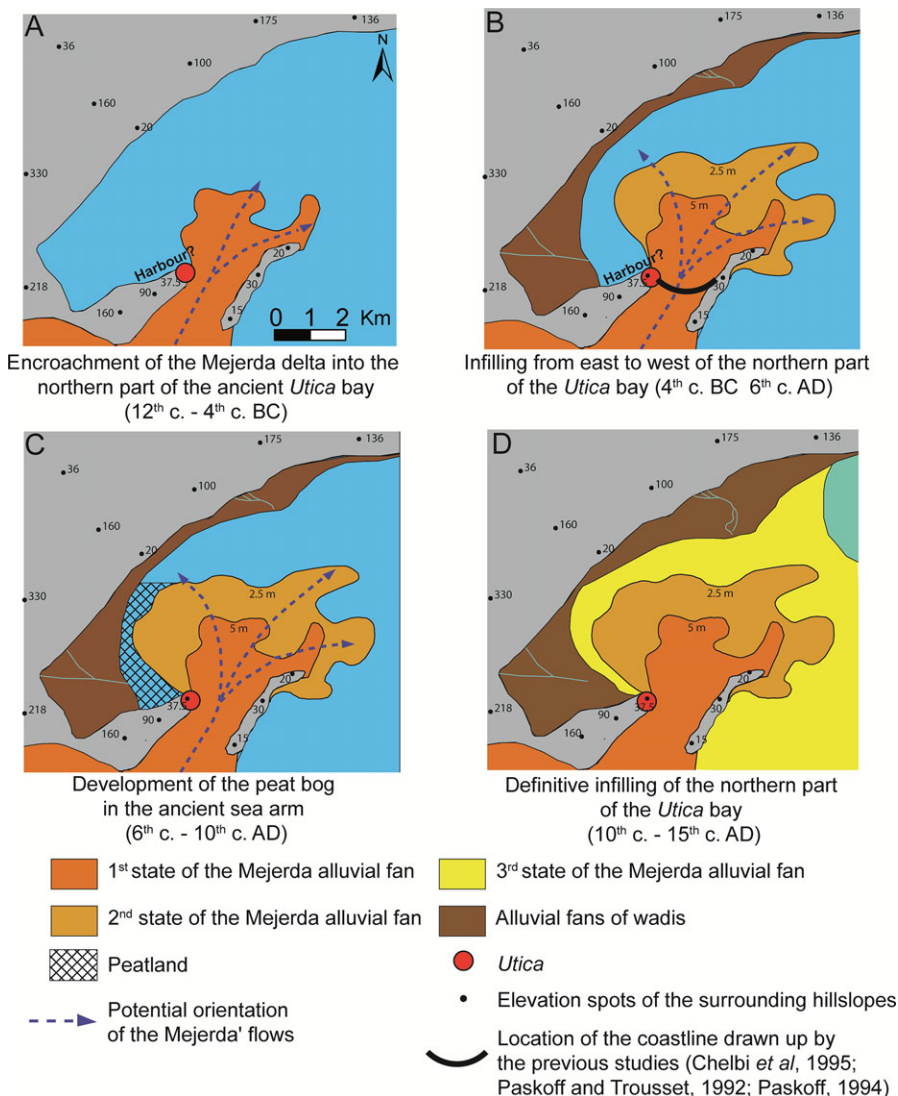 A
175
136
36
N
100
160
20
330
Harbour?
20
218
37.5
90
30
160
15
0 1 2 Km
Encroachment of the Mejerda delta into the
northern part of the ancient Utica bay
(12th c. - 4th c. BC)
B
175
136
36
100
160
20
330
2.5 m
5 m
Harbour?
20
218
37.5
90
30
160
15
Infilling from east to west of the northern part
of the Utica bay (4th c. BC 6th c. AD)
C
175
136
36
100
160
20
330
2.5 m
5 m
20
218
37.5
90
30
160
15
Development of the peat bog
in the ancient sea arm
(6th c. - 10th c. AD)
D
175
136
36
100
160
20
330
2.5 m
5 m
20
218
37.5
90
30
160
15
Definitive infilling of the northern part
of the Utica bay
(10th c. - 15th c. AD)
1st state of the Mejerda alluvial fan
2nd state of the Mejerda alluvial fan
Peatland
Potential orientation
of the Mejerda' flows
3rd state of the Mejerda alluvial fan
Alluvial fans of wadis
Utica
Elevation spots of the surrounding hillslopes
Location of the coastline drawn up by
the previous studies (Chelbi et al, 1995;
Paskoff and Trousset, 1992; Paskoff, 1994)